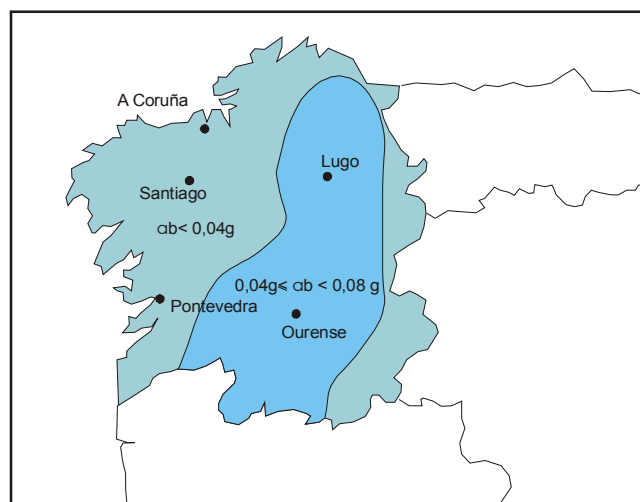 A Coruña
Lugo
Santiago
ab< 0,04g
0,04g≤ ab < 0,08 g
Pontevedra
Ourense